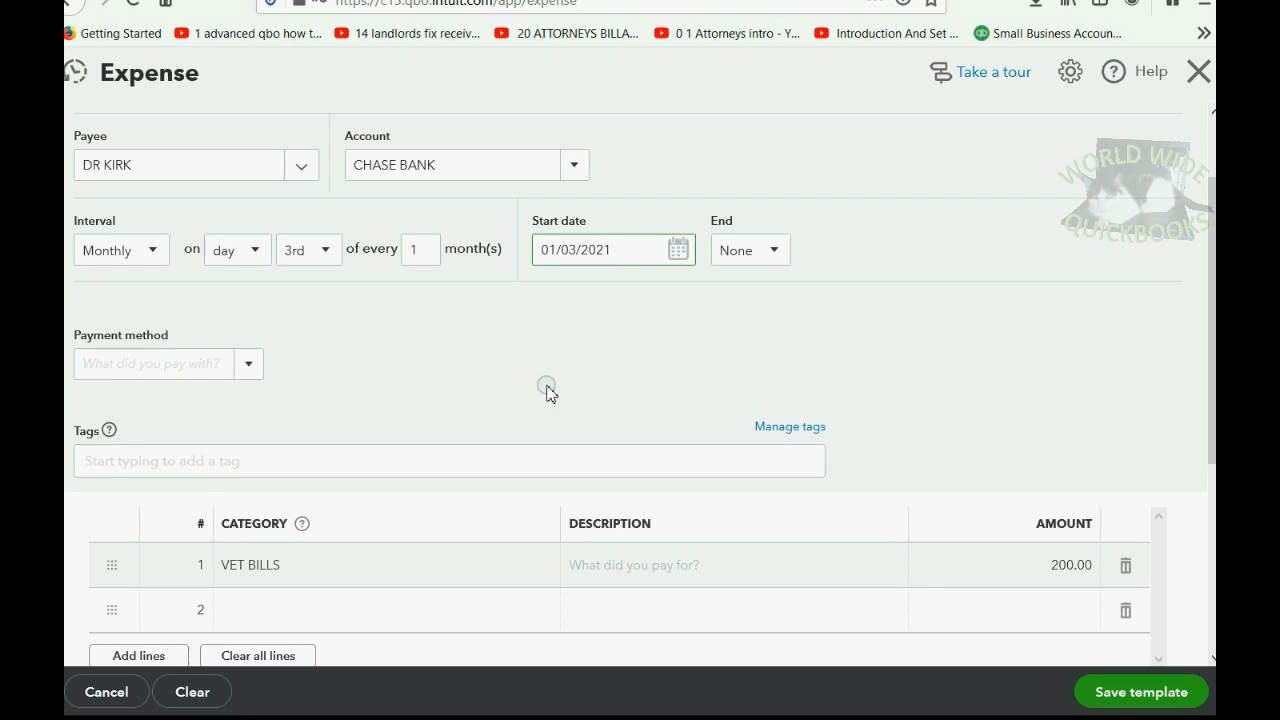 https://c15.qbo.intuit.com/app/expense
Getting Started
1 advanced qbo how t...
14 landlords fix receiv...
20 ATTORNEYS BILLA...
0 1 Attorneys intro - Y...
Introduction And Set ...
Small Business Accoun...
Expense
Take a tour
Help
Payee
Account
DR KIRK
CHASE BANK
WORLD WIDE
QUICKBOOKS
Interval
Start date
End
Monthly on day 3rd of every 1 month(s)
01/03/2021
None
Payment method
What did you pay with?
Tags
Manage tags
Start typing to add a tag
# CATEGORY DESCRIPTION AMOUNT
1 VET BILLS What did you pay for? 200.00
2
Add lines Clear all lines
Cancel Clear Save template